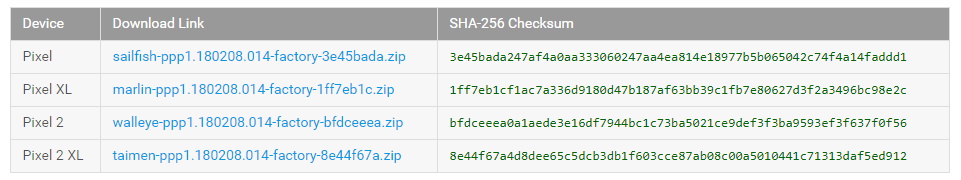 Device Download Link SHA-256 Checksum
Pixel sailfish-ppp1.180208.014-factory-3e45bada.zip 3e45bada247af4a0aa333060247aa4ea814e18977b5b065042c74f4a14faddd1
Pixel XL marlin-ppp1.180208.014-factory-1ff7eb1c.zip 1ff7eb1cf1ac7a336d9180d47b187af63bb39c1fb7e80627d3f2a3496bc98e2c
Pixel 2 walleye-ppp1.180208.014-factory-bfdceeea.zip bfdceeea0a1aede3e16df7944bc1c73ba5021ce9def3f3ba9593ef3f637f0f56
Pixel 2 XL taimen-ppp1.180208.014-factory-8e44f67a.zip 8e44f67a4d8dee65c5dcb3db1f603cce87ab08c00a5010441c71313daf5ed912